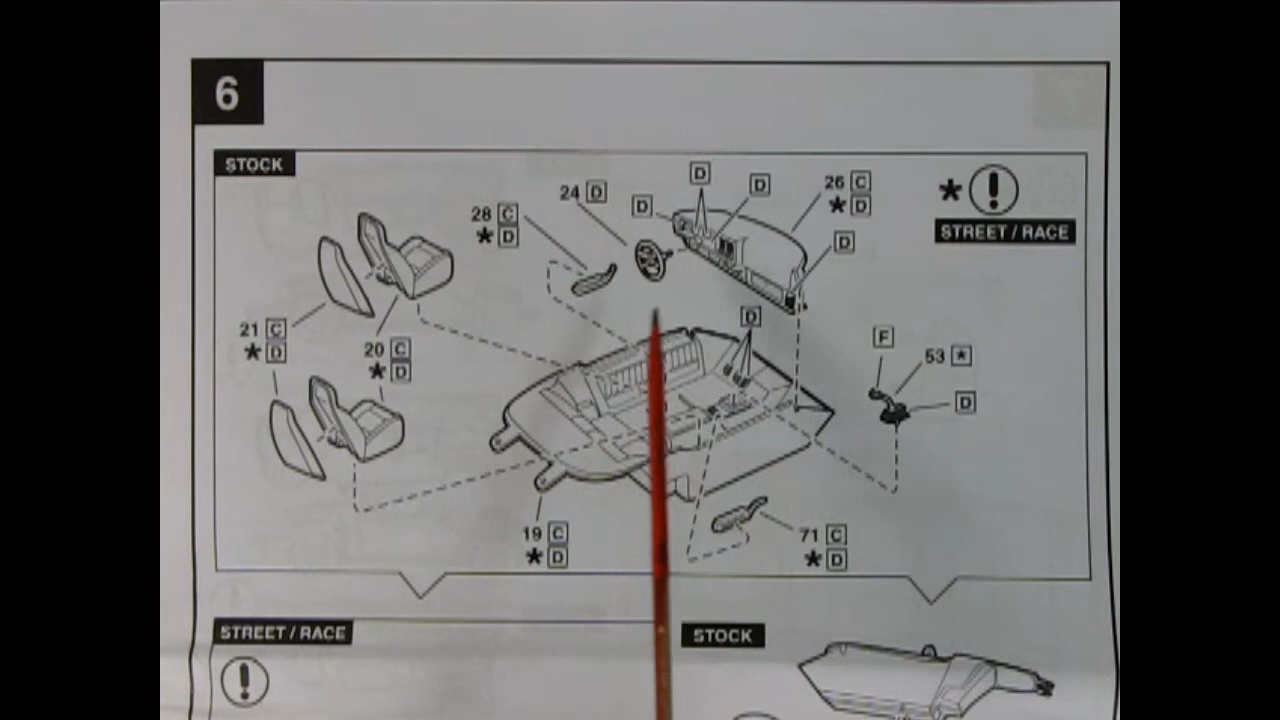 6
STOCK
D
D
26 C
* D
* !
STREET / RACE
24 D
D
28 C
* D
D
21 C
* D
20 C
* D
D
F
53 *
D
19 C
* D
71 C
* D
STREET / RACE
!
STOCK